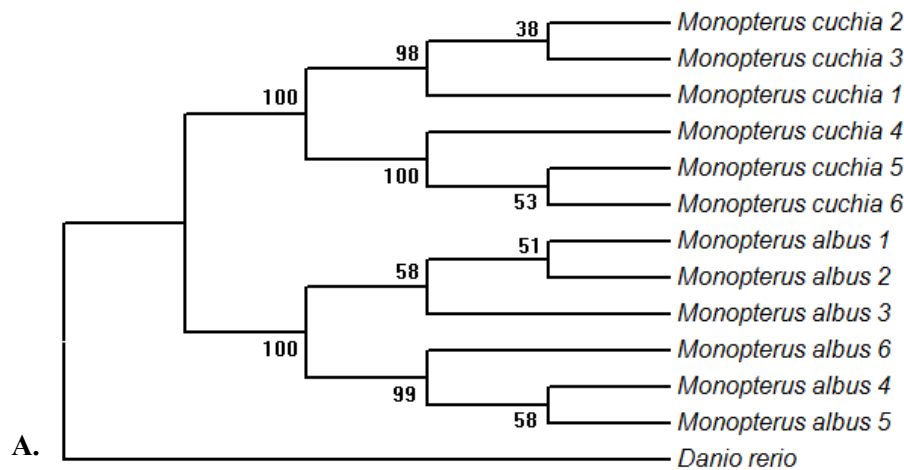 Monopterus cuchia 2
38
Monopterus cuchia 3
98
Monopterus cuchia 1
100
Monopterus cuchia 4
100
Monopterus cuchia 5
53
Monopterus cuchia 6
51
Monopterus albus 1
58
Monopterus albus 2
Monopterus albus 3
100
Monopterus albus 6
99
Monopterus albus 4
58
Monopterus albus 5
A.
Danio rerio